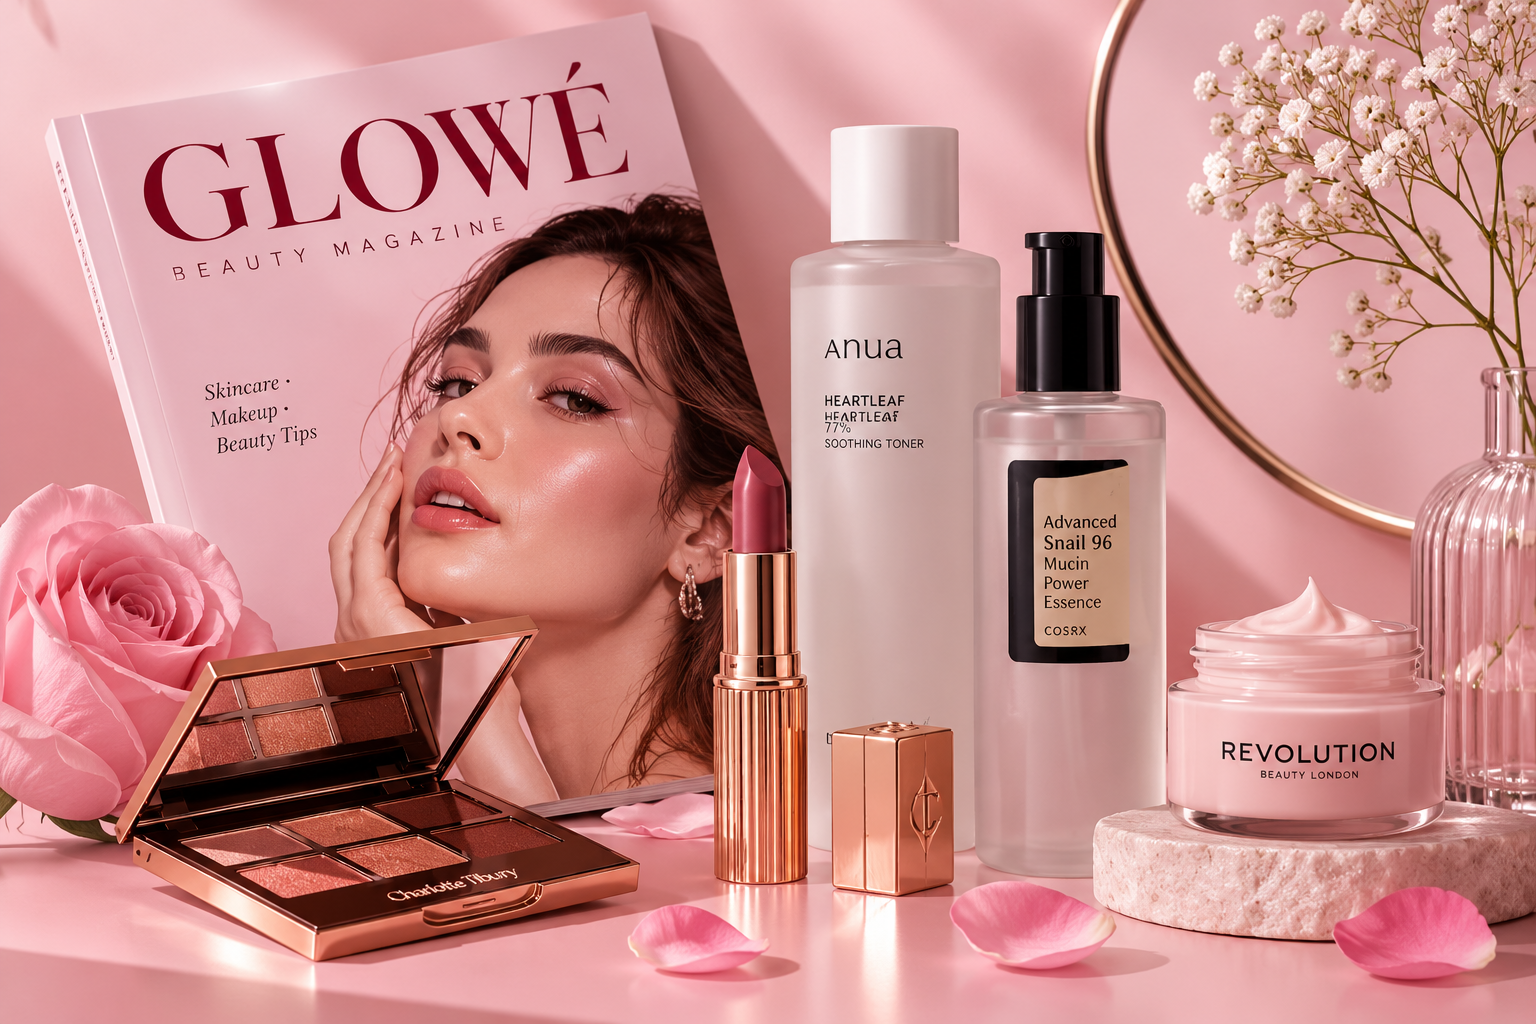 GLOWÉ
BEAUTY MAGAZINE
Skincare •
Makeup •
Beauty Tips
Anua
HEARTLEAF
HEARTLEAF
77%
SOOTHING TONER
Advanced
Snail 96
Mucin
Power
Essence
COSRX
REVOLUTION
BEAUTY LONDON
Charlotte Tilbury